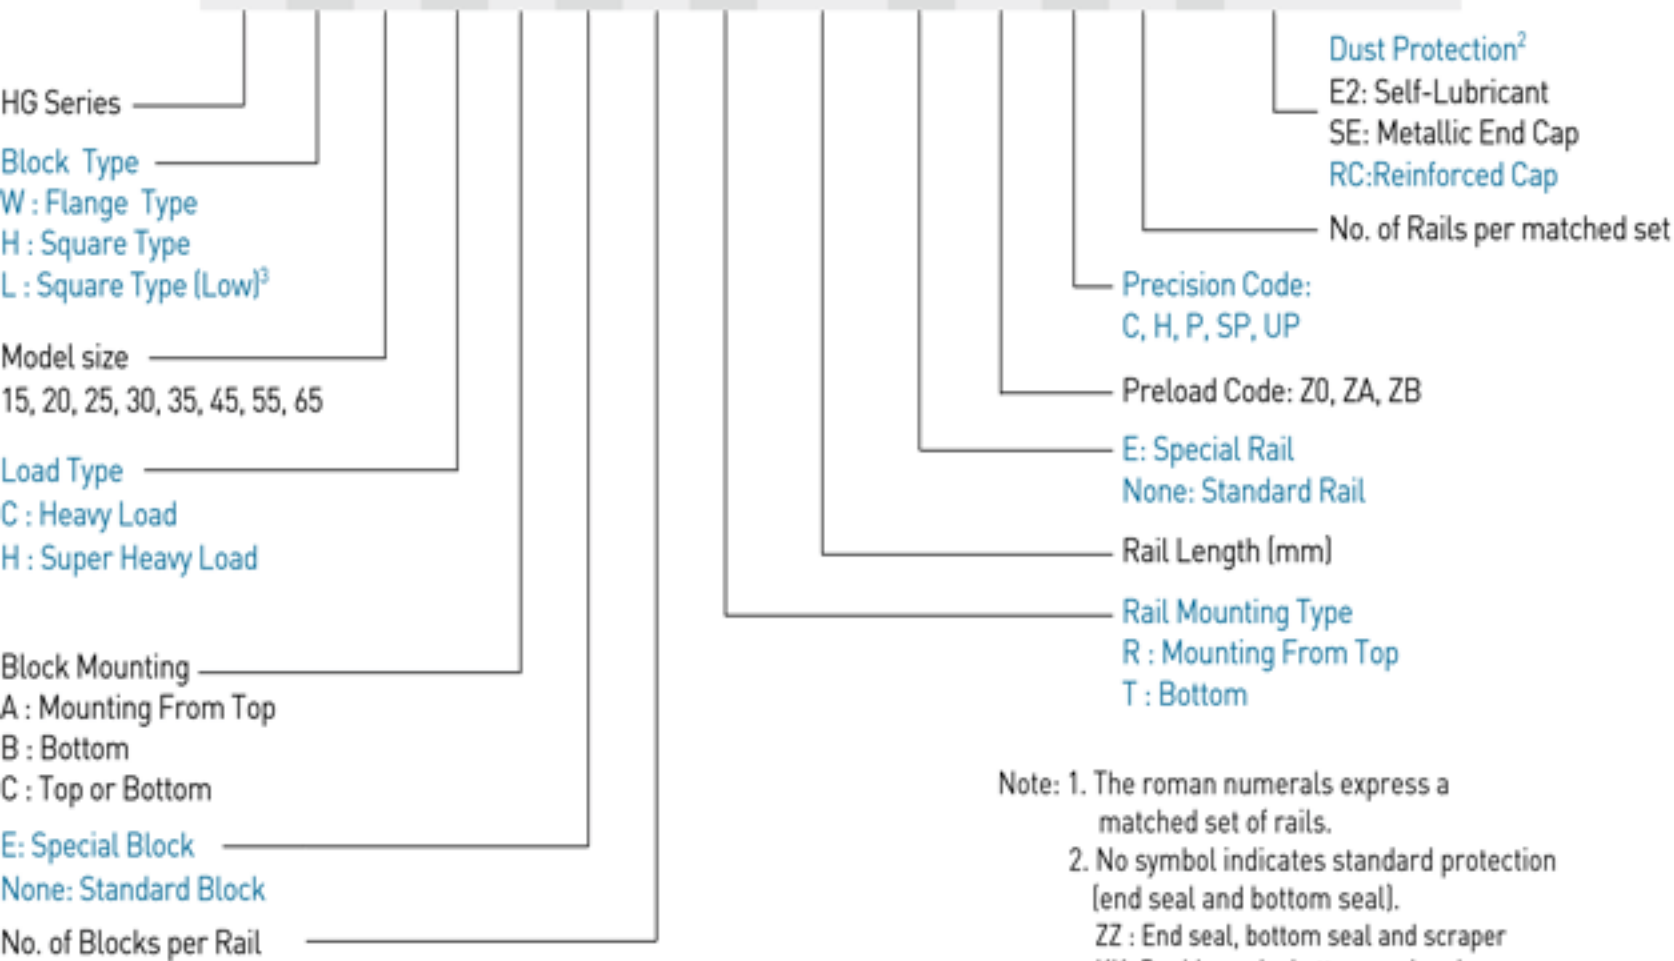 HG Series
Block Type
W : Flange Type
H : Square Type
L : Square Type (Low)3
Model size
15, 20, 25, 30, 35, 45, 55, 65
Load Type
C : Heavy Load
H : Super Heavy Load
Block Mounting
A : Mounting From Top
B : Bottom
C : Top or Bottom
E: Special Block
None: Standard Block
No. of Blocks per Rail
Dust Protection2
E2: Self-Lubricant
SE: Metallic End Cap
RC:Reinforced Cap
No. of Rails per matched set
Precision Code:
C, H, P, SP, UP
Preload Code: Z0, ZA, ZB
E: Special Rail
None: Standard Rail
Rail Length (mm)
Rail Mounting Type
R : Mounting From Top
T : Bottom
Note: 1. The roman numerals express a
matched set of rails.
2. No symbol indicates standard protection
(end seal and bottom seal).
ZZ : End seal, bottom seal and scraper